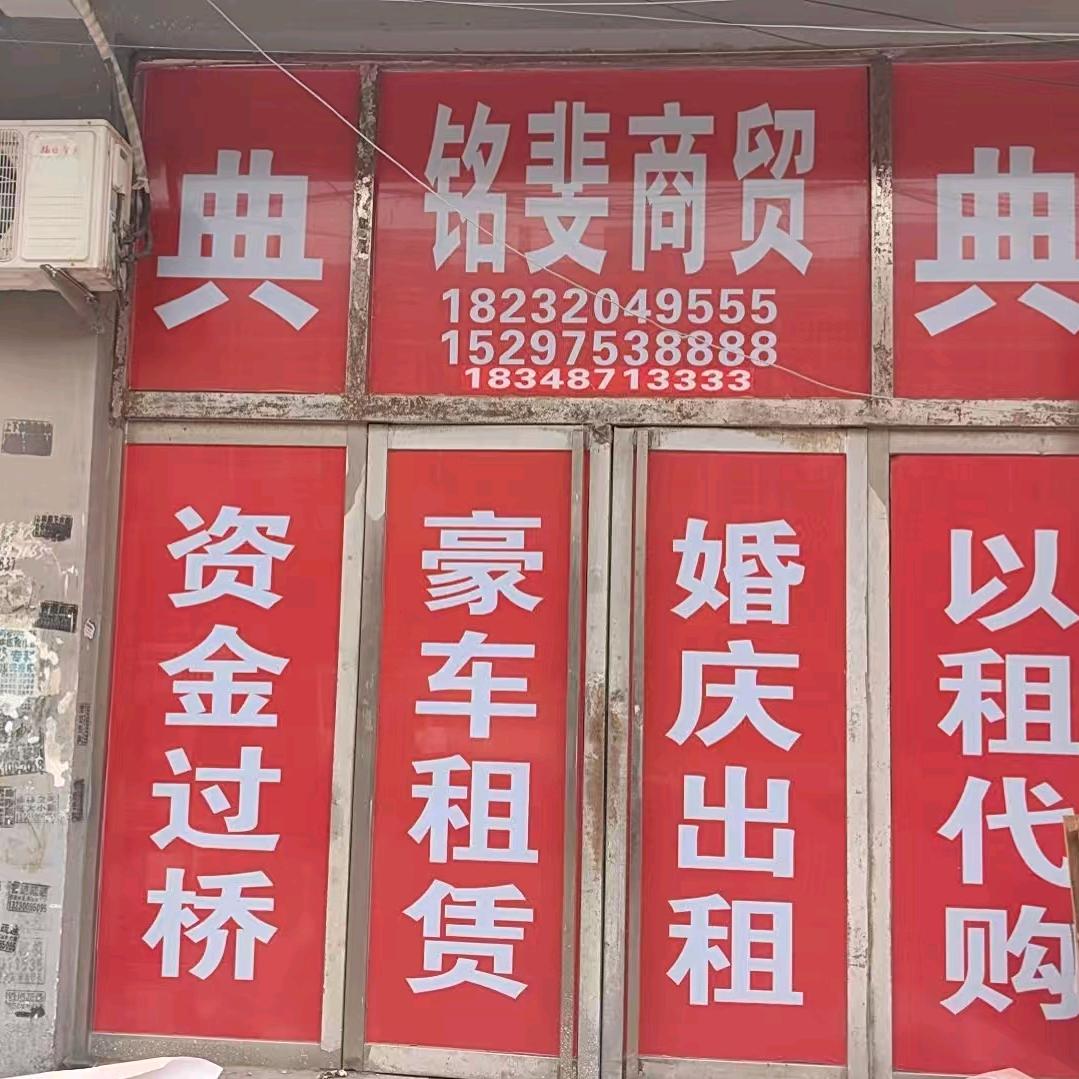 典
铭斐商贸
典
18232049555
15297538888
18348713333
资金过桥
豪车租赁
婚庆出租
以租代购